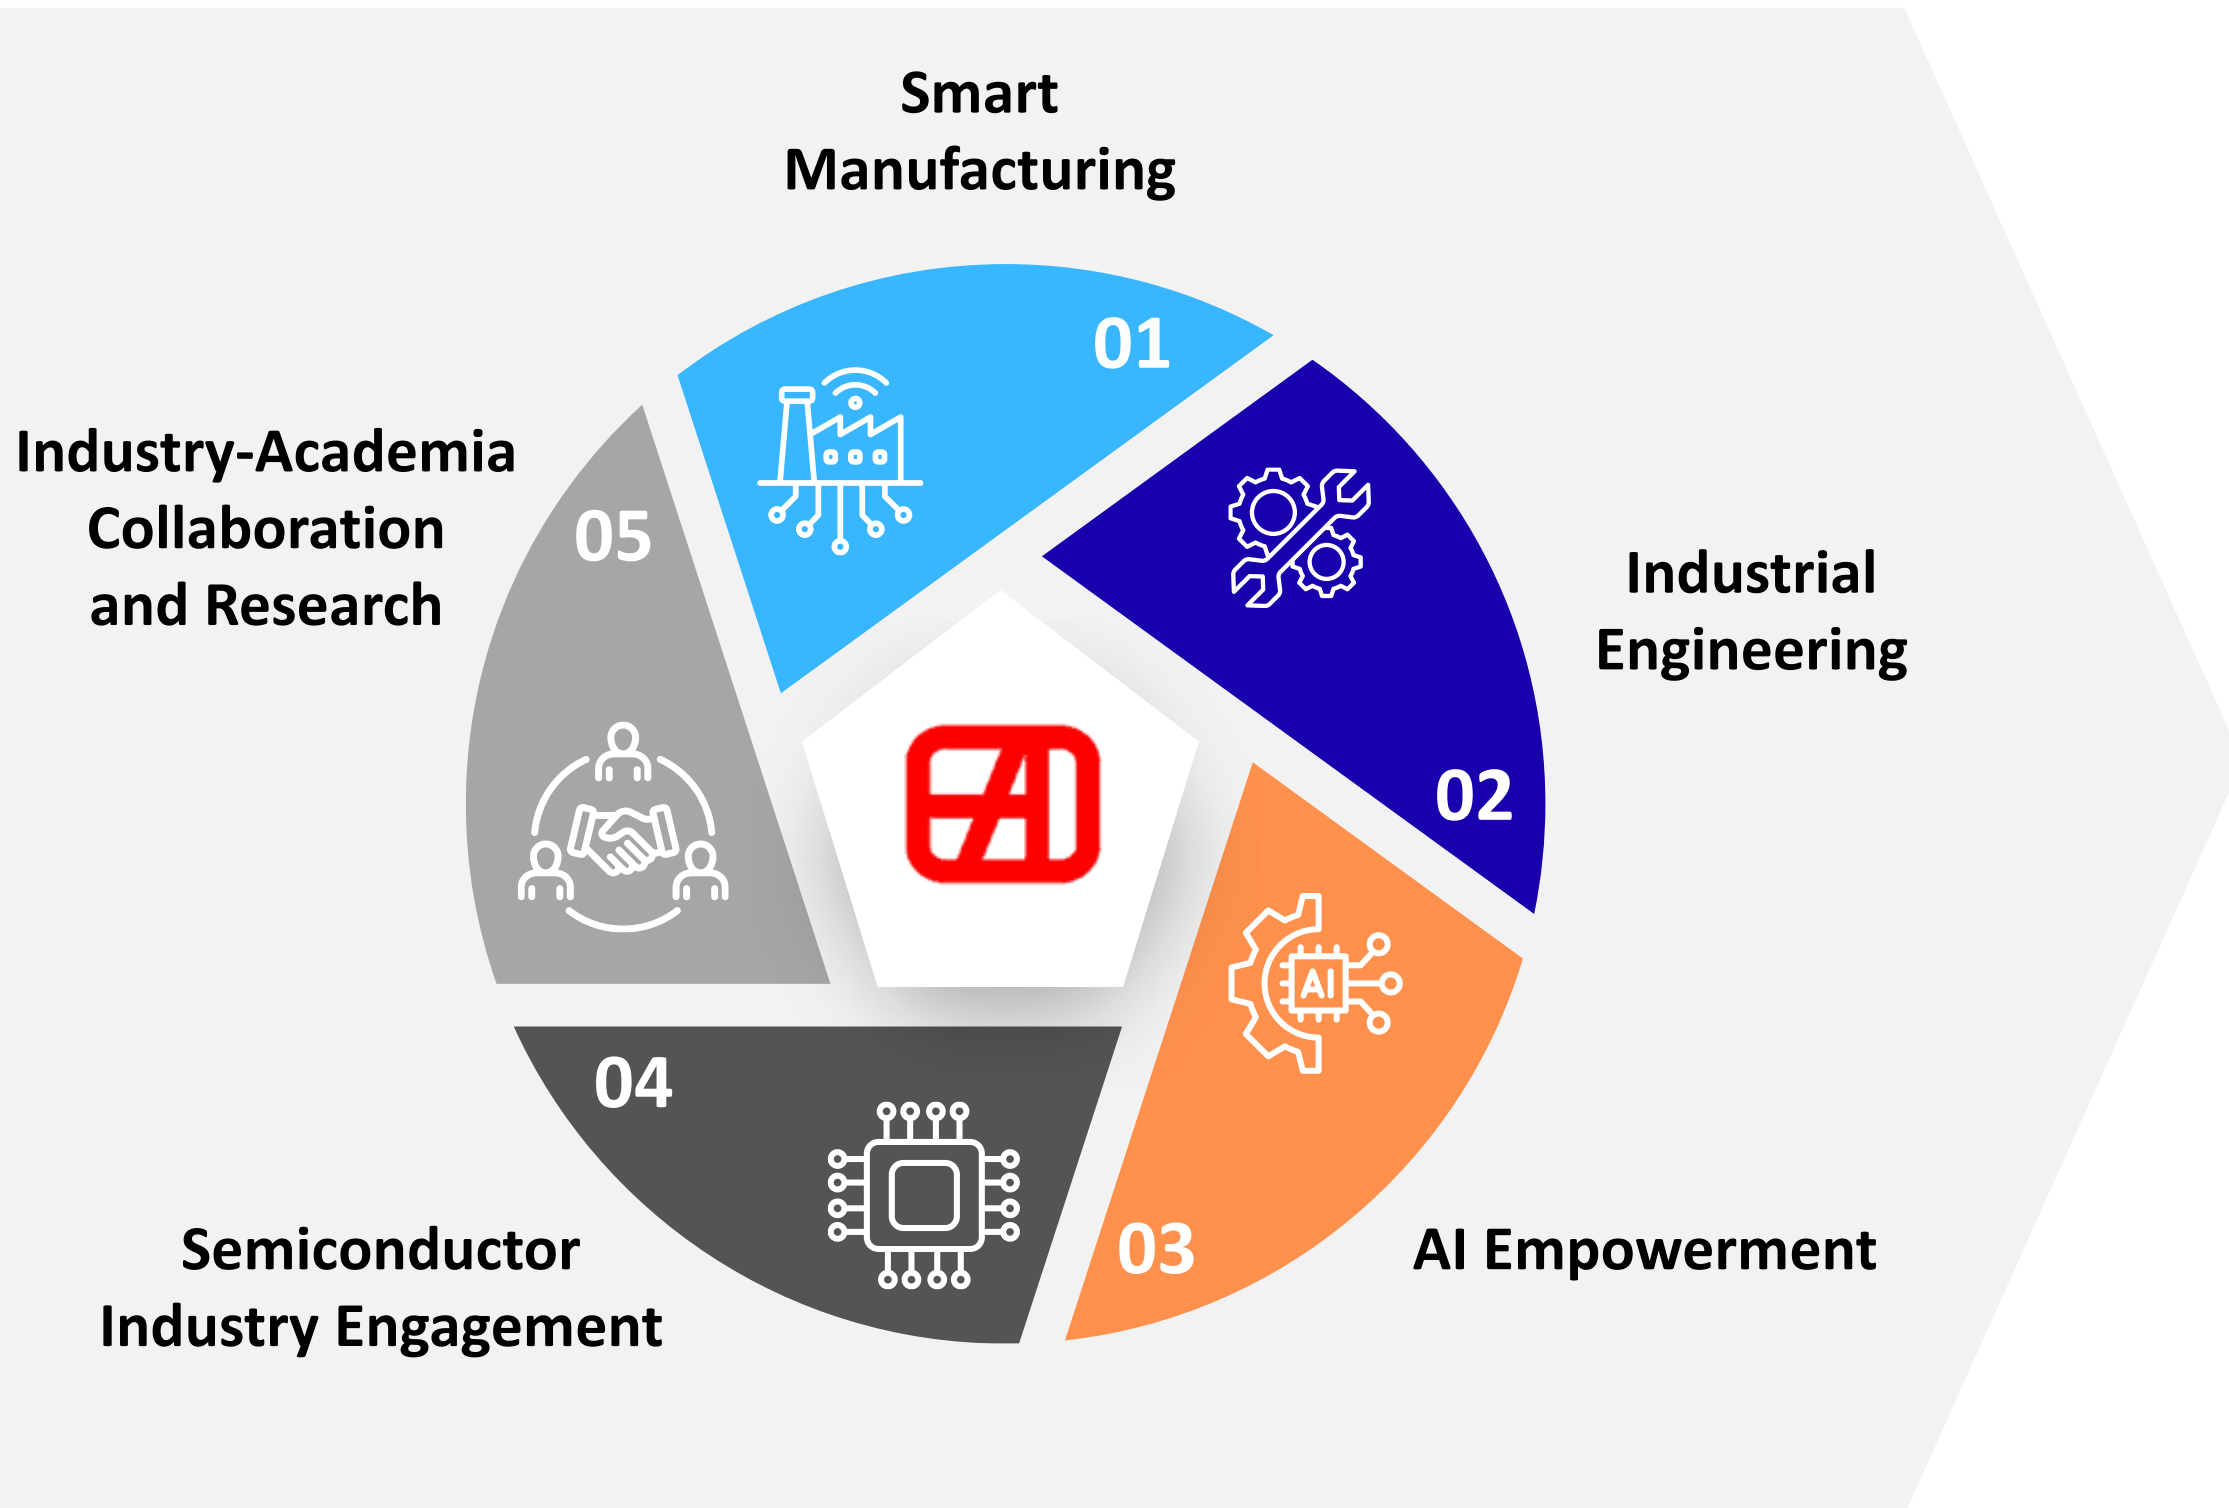 Smart
Manufacturing
01
Industrial
Engineering
02
AI
AI Empowerment
03
Semiconductor
Industry Engagement
04
Industry-Academia
Collaboration
and Research
05